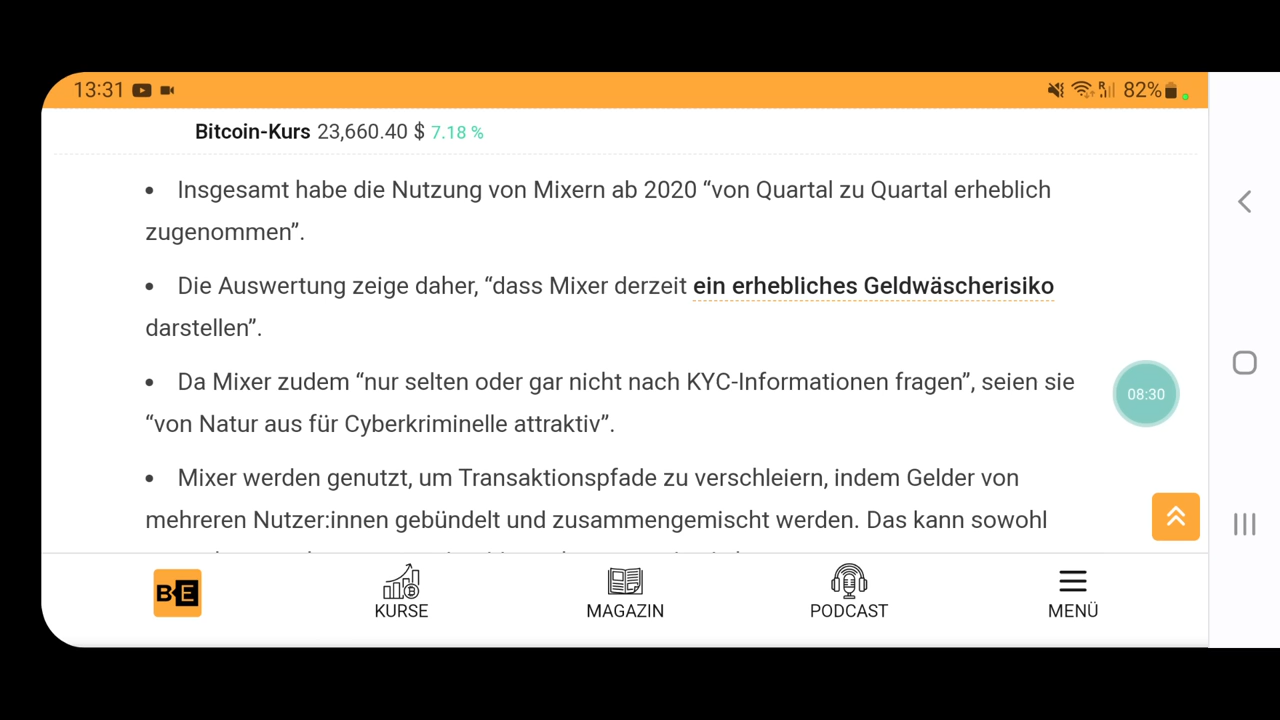 13:31
82%
Bitcoin-Kurs 23,660.40 $ 7.18 %
• Insgesamt habe die Nutzung von Mixern ab 2020 “von Quartal zu Quartal erheblich
zugenommen”.
• Die Auswertung zeige daher, “dass Mixer derzeit ein erhebliches Geldwäscherisiko
darstellen”.
• Da Mixer zudem “nur selten oder gar nicht nach KYC-Informationen fragen”, seien sie
“von Natur aus für Cyberkriminelle attraktiv”.
08:30
• Mixer werden genutzt, um Transaktionspfade zu verschleiern, indem Gelder von
mehreren Nutzer:innen gebündelt und zusammengemischt werden. Das kann sowohl
BE
KURSE
MAGAZIN
PODCAST
MENÜ